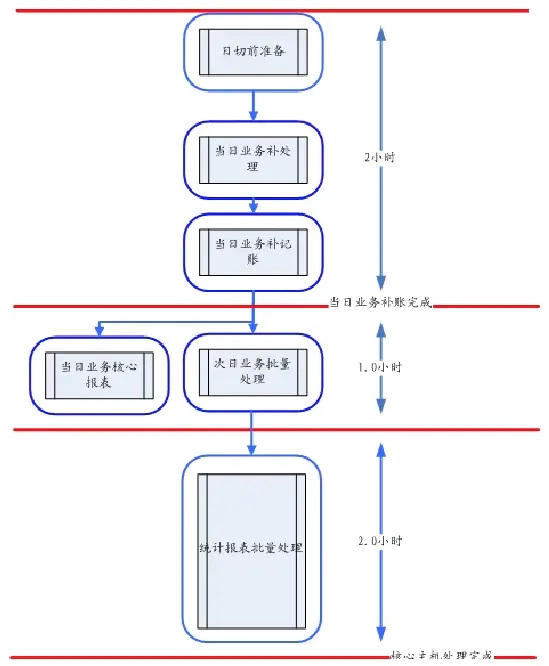 日切前准备
当日业务补处
理
2小时
当日业务补记
账
当日业务补账完成
当日业务核心
报表
次日业务批量
处理
1.0小时
统计报表批量处理
2.0小时
核心主机处理完成